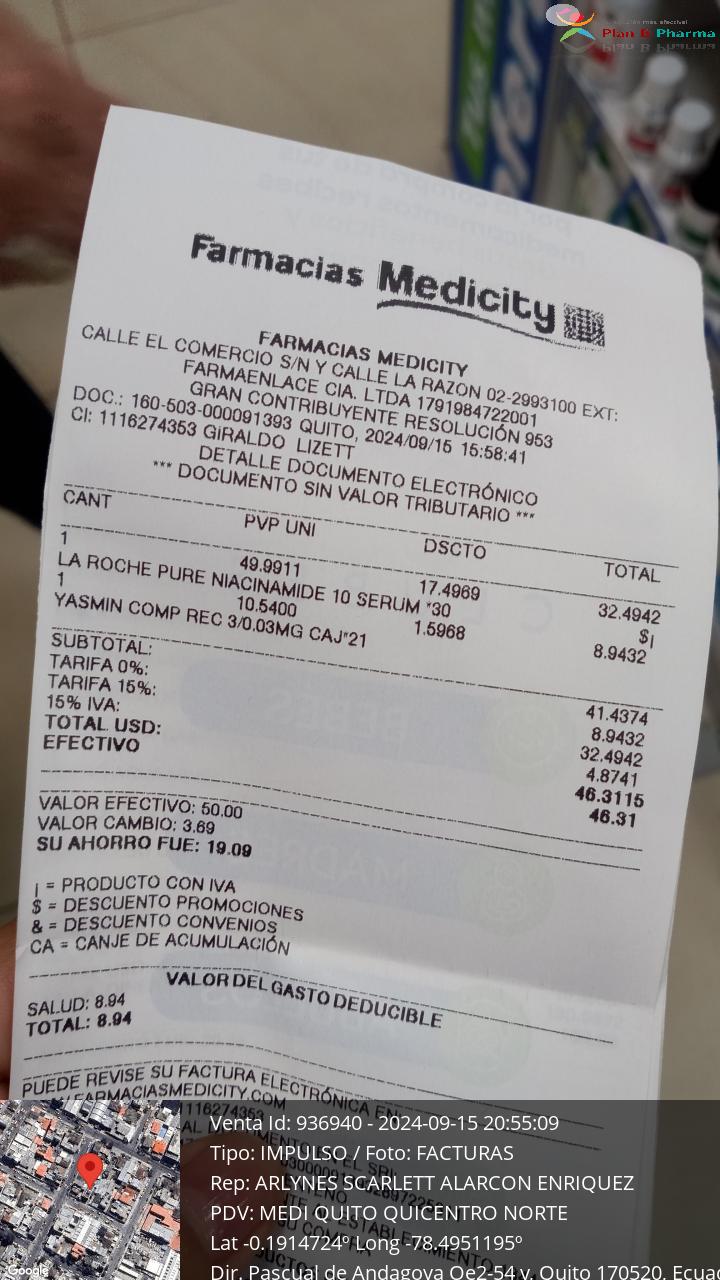 Plan B Pharma
Farmacias Medicity
FARMACIAS MEDICITY
CALLE EL COMERCIO S/N Y CALLE LA RAZON 02-2993100 EXT:
FARMAENLACE CIA. LTDA 1791984722001
GRAN CONTRIBUYENTE RESOLUCIÓN 953
DOC.: 160-503-000091393 QUITO, 2024/09/15 15:58:41
CI: 1116274353 GiRALDO LIZETT
DETALLE DOCUMENTO ELECTRÓNICO
*** DOCUMENTO SIN VALOR TRIBUTARIO ***
CANT PVP UNI DSCTO TOTAL
1 49.9911 17.4969 32.4942
LA ROCHE PURE NIACINAMIDE 10 SERUM *30 $¡
1 10.5400 1.5968 8.9432
YASMIN COMP REC 3/0.03MG CAJ*21
SUBTOTAL: 41.4374
TARIFA 0%: 8.9432
TARIFA 15%: 32.4942
15% IVA: 4.8741
TOTAL USD: 46.3115
EFECTIVO 46.31
VALOR EFECTIVO: 50.00
VALOR CAMBIO: 3.69
SU AHORRO FUE: 19.09
¡ = PRODUCTO CON IVA
$ = DESCUENTO PROMOCIONES
& = DESCUENTO CONVENIOS
CA = CANJE DE ACUMULACIÓN
VALOR DEL GASTO DEDUCIBLE
SALUD: 8.94
TOTAL: 8.94
PUEDE REVISE SU FACTURA ELECTRÓNICA EN
FARMACIASMEDICITY.COM
1116274353
Venta Id: 936940 - 2024-09-15 20:55:09
Tipo: IMPULSO / Foto: FACTURAS
Rep: ARLYNES SCARLETT ALARCON ENRIQUEZ
PDV: MEDI QUITO QUICENTRO NORTE
Lat -0.1914724º Long -78.4951195º
Dir. Pascual de Andagoya Oe2-54 y, Quito 170520, Ecua
Google